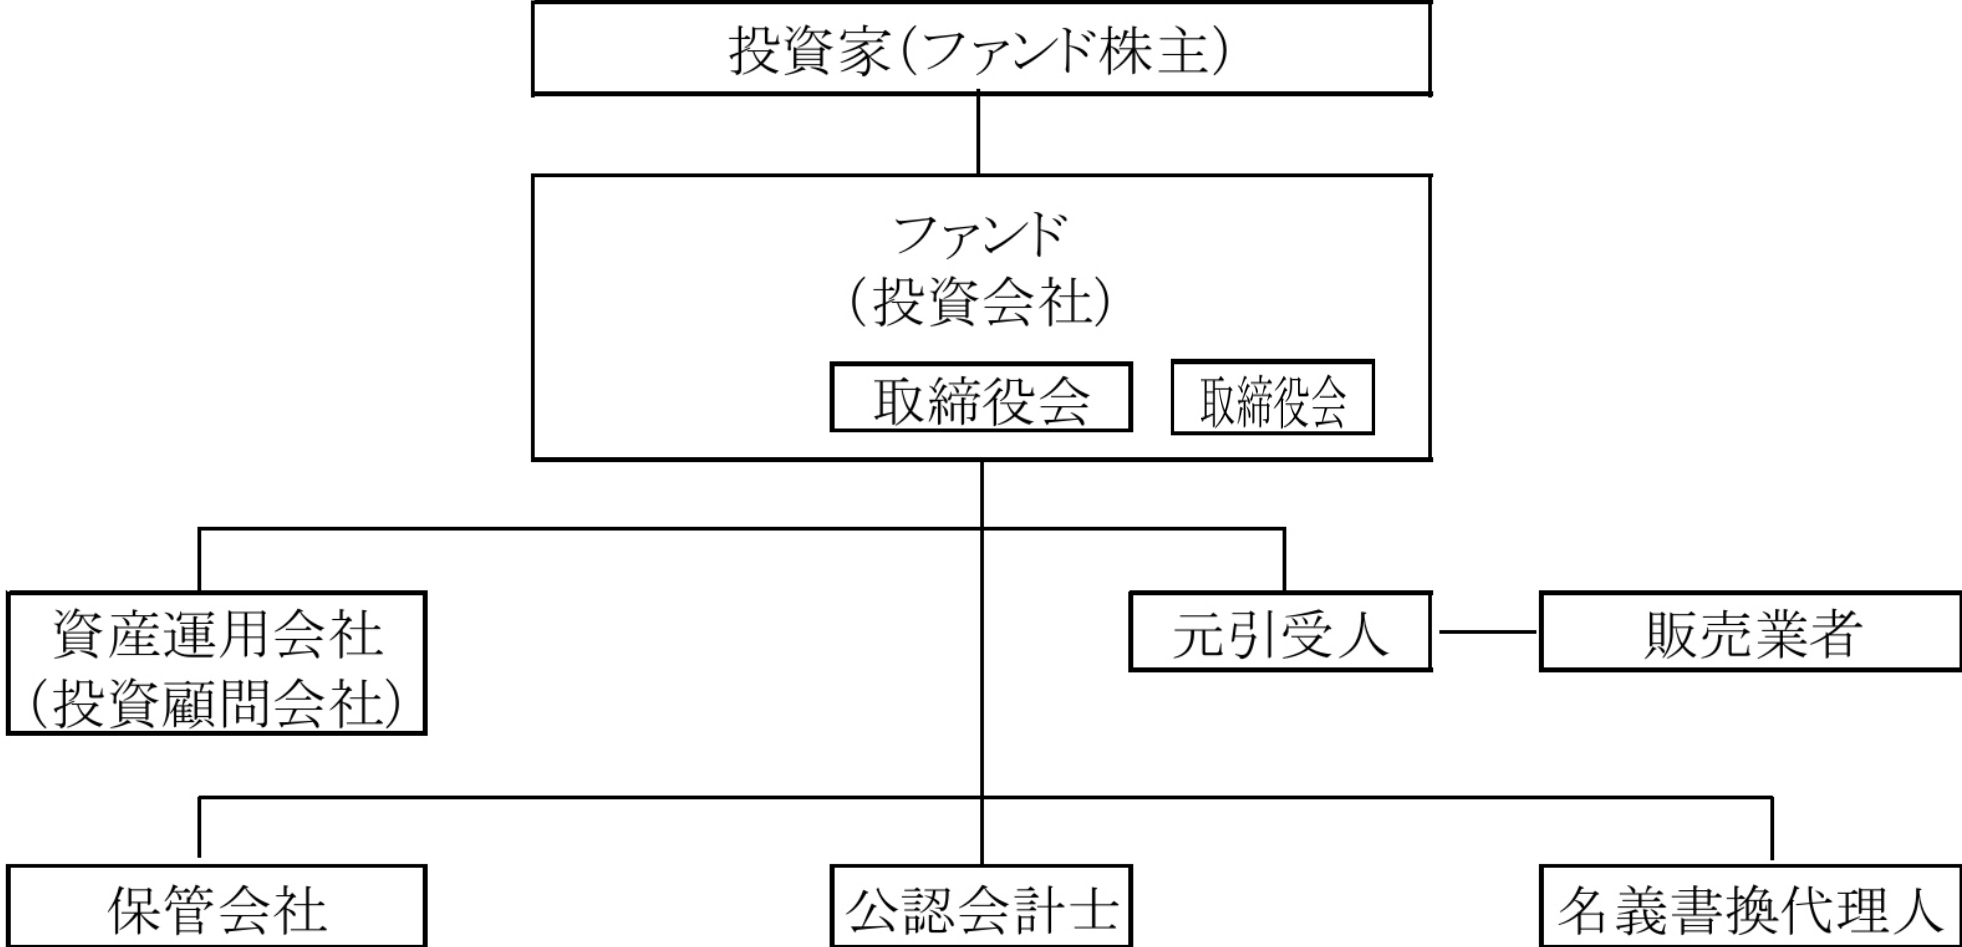 投資家（ファンド株主）
ファンド
（投資会社）
取締役会
取締役会
資産運用会社
（投資顧問会社）
元引受人
販売業者
保管会社
公認会計士
名義書換代理人